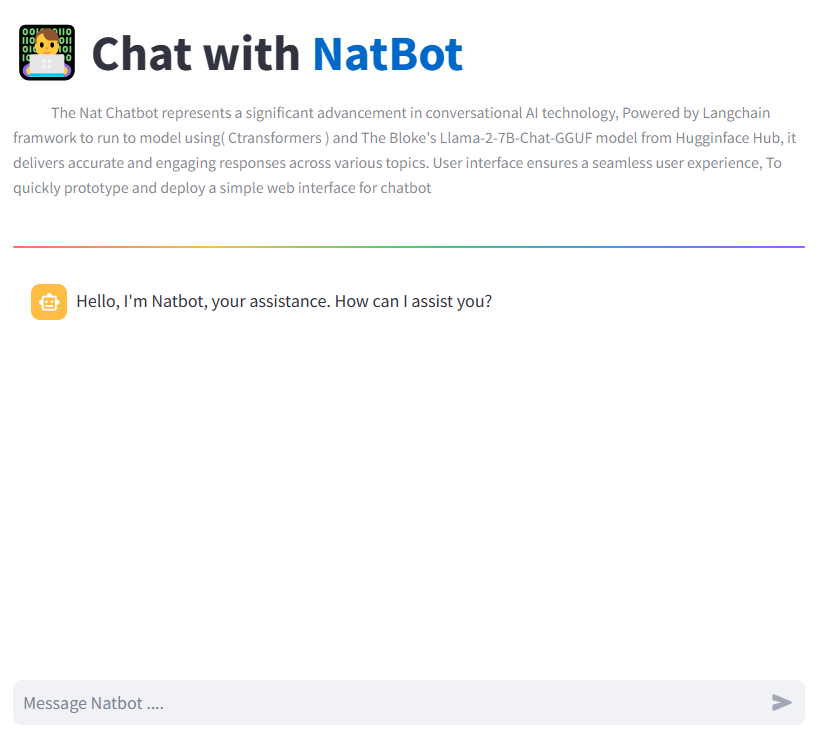 Chat with NatBot
The Nat Chatbot represents a significant advancement in conversational AI technology, Powered by Langchain
framwork to run to model using( Ctransformers ) and The Bloke's Llama-2-7B-Chat-GGUF model from Hugginface Hub, it
delivers accurate and engaging responses across various topics. User interface ensures a seamless user experience, To
quickly prototype and deploy a simple web interface for chatbot
Hello, I'm Natbot, your assistance. How can I assist you?
Message Natbot ....